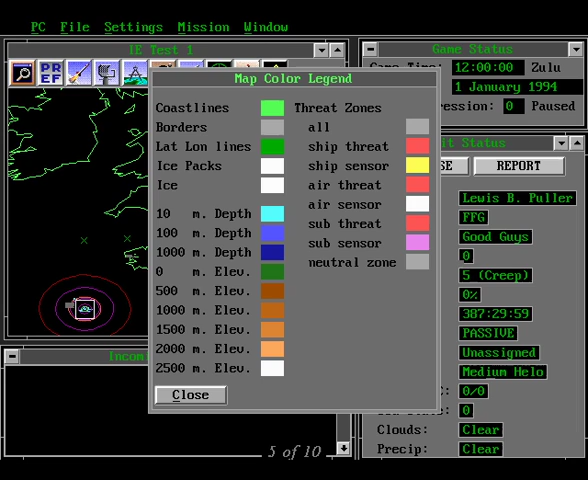 PC File Settings Mission Window
IE Test 1
Game Status
PREF
12:00:00 Zulu
1 January 1994
0 Paused
Status
REPORT
Map Color Legend
Coastlines
Borders
Lat Lon lines
Ice Packs
Ice
10 m. Depth
100 m. Depth
1000 m. Depth
0 m. Elev.
500 m. Elev.
1000 m. Elev.
1500 m. Elev.
2000 m. Elev.
2500 m. Elev.
Threat Zones
all
ship threat
ship sensor
air threat
air sensor
sub threat
sub sensor
neutral zone
Close
Lewis B. Puller
FFG
Good Guys
0
5 (Creep)
0%
387:29:59
PASSIVE
Unassigned
Medium Helo
0/0
0
Clouds: Clear
Precip: Clear
5 of 10